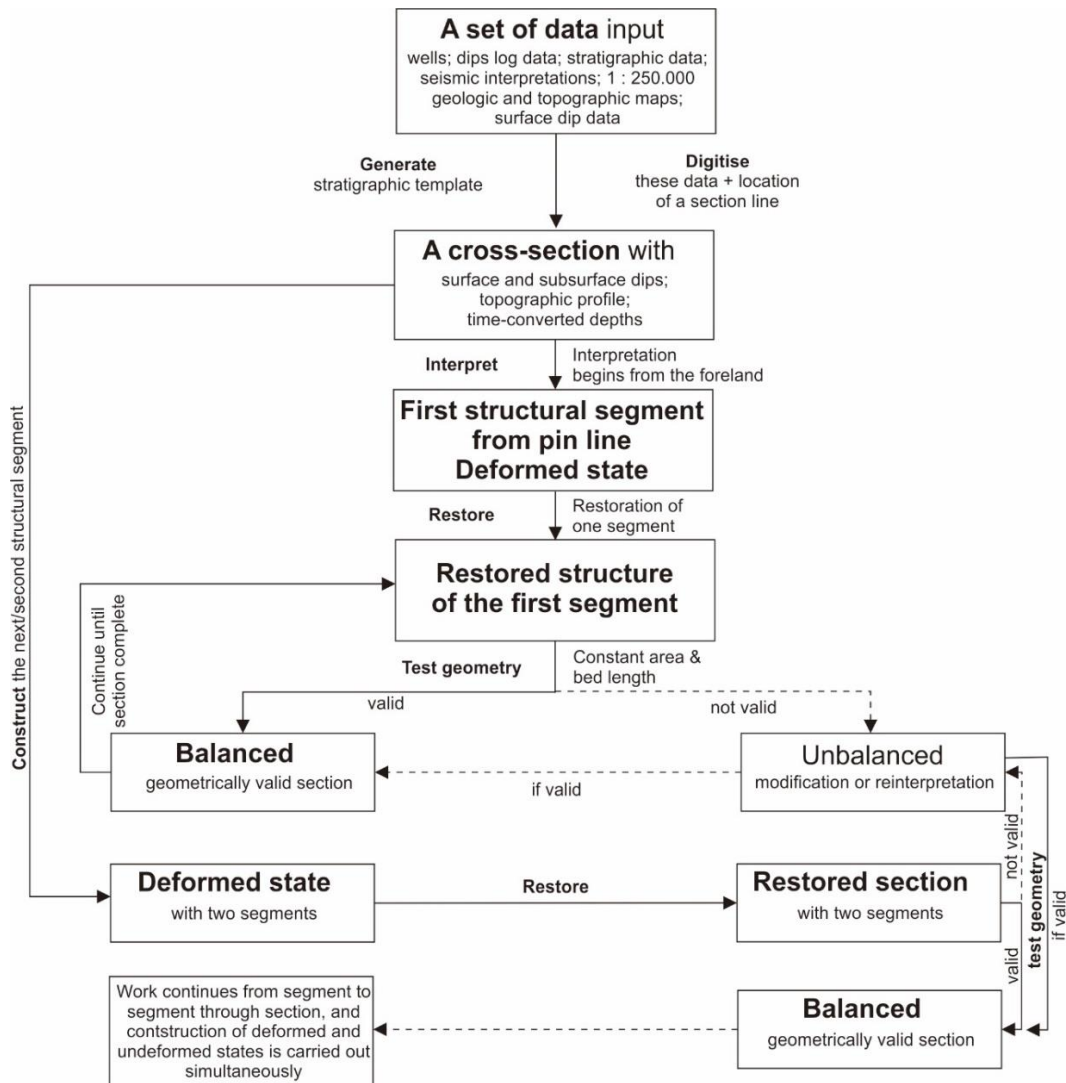 A set of data input
wells; dips log data; stratigraphic data;
seismic interpretations; 1 : 250.000
geologic and topographic maps;
surface dip data
Generate
stratigraphic template
Digitise
these data + location
of a section line
A cross-section with
surface and subsurface dips;
topographic profile;
time-converted depths
Interpret
Interpretation
begins from the foreland
First structural segment
from pin line
Deformed state
Restore
Restoration of
one segment
Restored structure
of the first segment
Construct the next/second structural segment
Continue until
section complete
Test geometry
Constant area &
bed length
valid
not valid
Balanced
geometrically valid section
if valid
Unbalanced
modification or reinterpretation
Deformed state
with two segments
Restore
Restored section
with two segments
not valid
test geometry
if valid
valid
Work continues from segment to
segment through section, and
contstruction of deformed and
undeformed states is carried out
simultaneously
Balanced
geometrically valid section